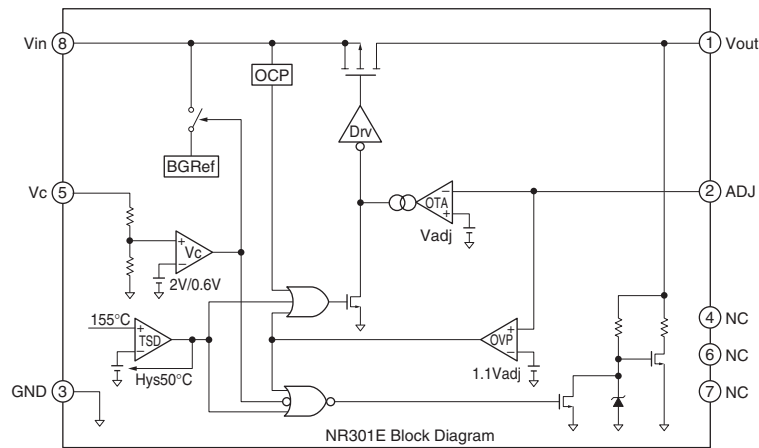 Vin 8
OCP
1 Vout
Drv
BGRef
Vc 5
OTA
- +
2 ADJ
Vadj
+ -
Vc
2V/0.6V
155°C
+ -
TSD
Hys50°C
OVP
+ -
1.1Vadj
4 NC
6 NC
7 NC
GND 3
NR301E Block Diagram